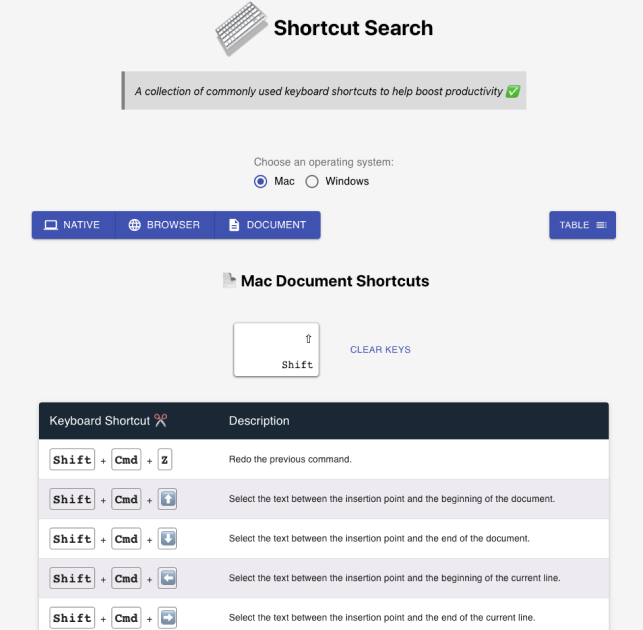 Shortcut Search
A collection of commonly used keyboard shortcuts to help boost productivity ✅
Choose an operating system:
Mac Windows
NATIVE BROWSER DOCUMENT TABLE
Mac Document Shortcuts
⇧
Shift
CLEAR KEYS
Keyboard Shortcut ✂️ Description
Shift + Cmd + Z Redo the previous command.
Shift + Cmd + ⬆️ Select the text between the insertion point and the beginning of the document.
Shift + Cmd + ⬇️ Select the text between the insertion point and the end of the document.
Shift + Cmd + ⬅️ Select the text between the insertion point and the beginning of the current line.
Shift + Cmd + ➡️ Select the text between the insertion point and the end of the current line.